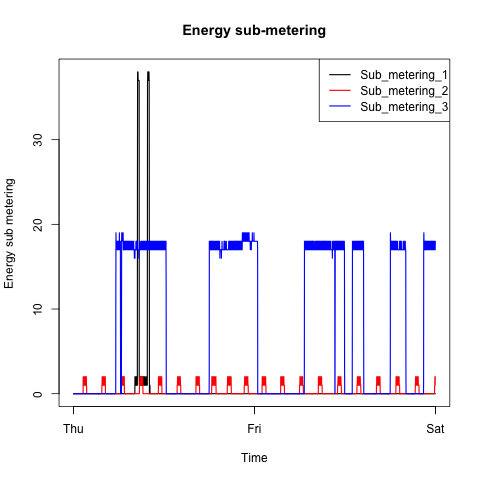 Energy sub-metering
Sub_metering_1
Sub_metering_2
Sub_metering_3
Energy sub metering
30
20
10
0
Thu
Fri
Sat
Time